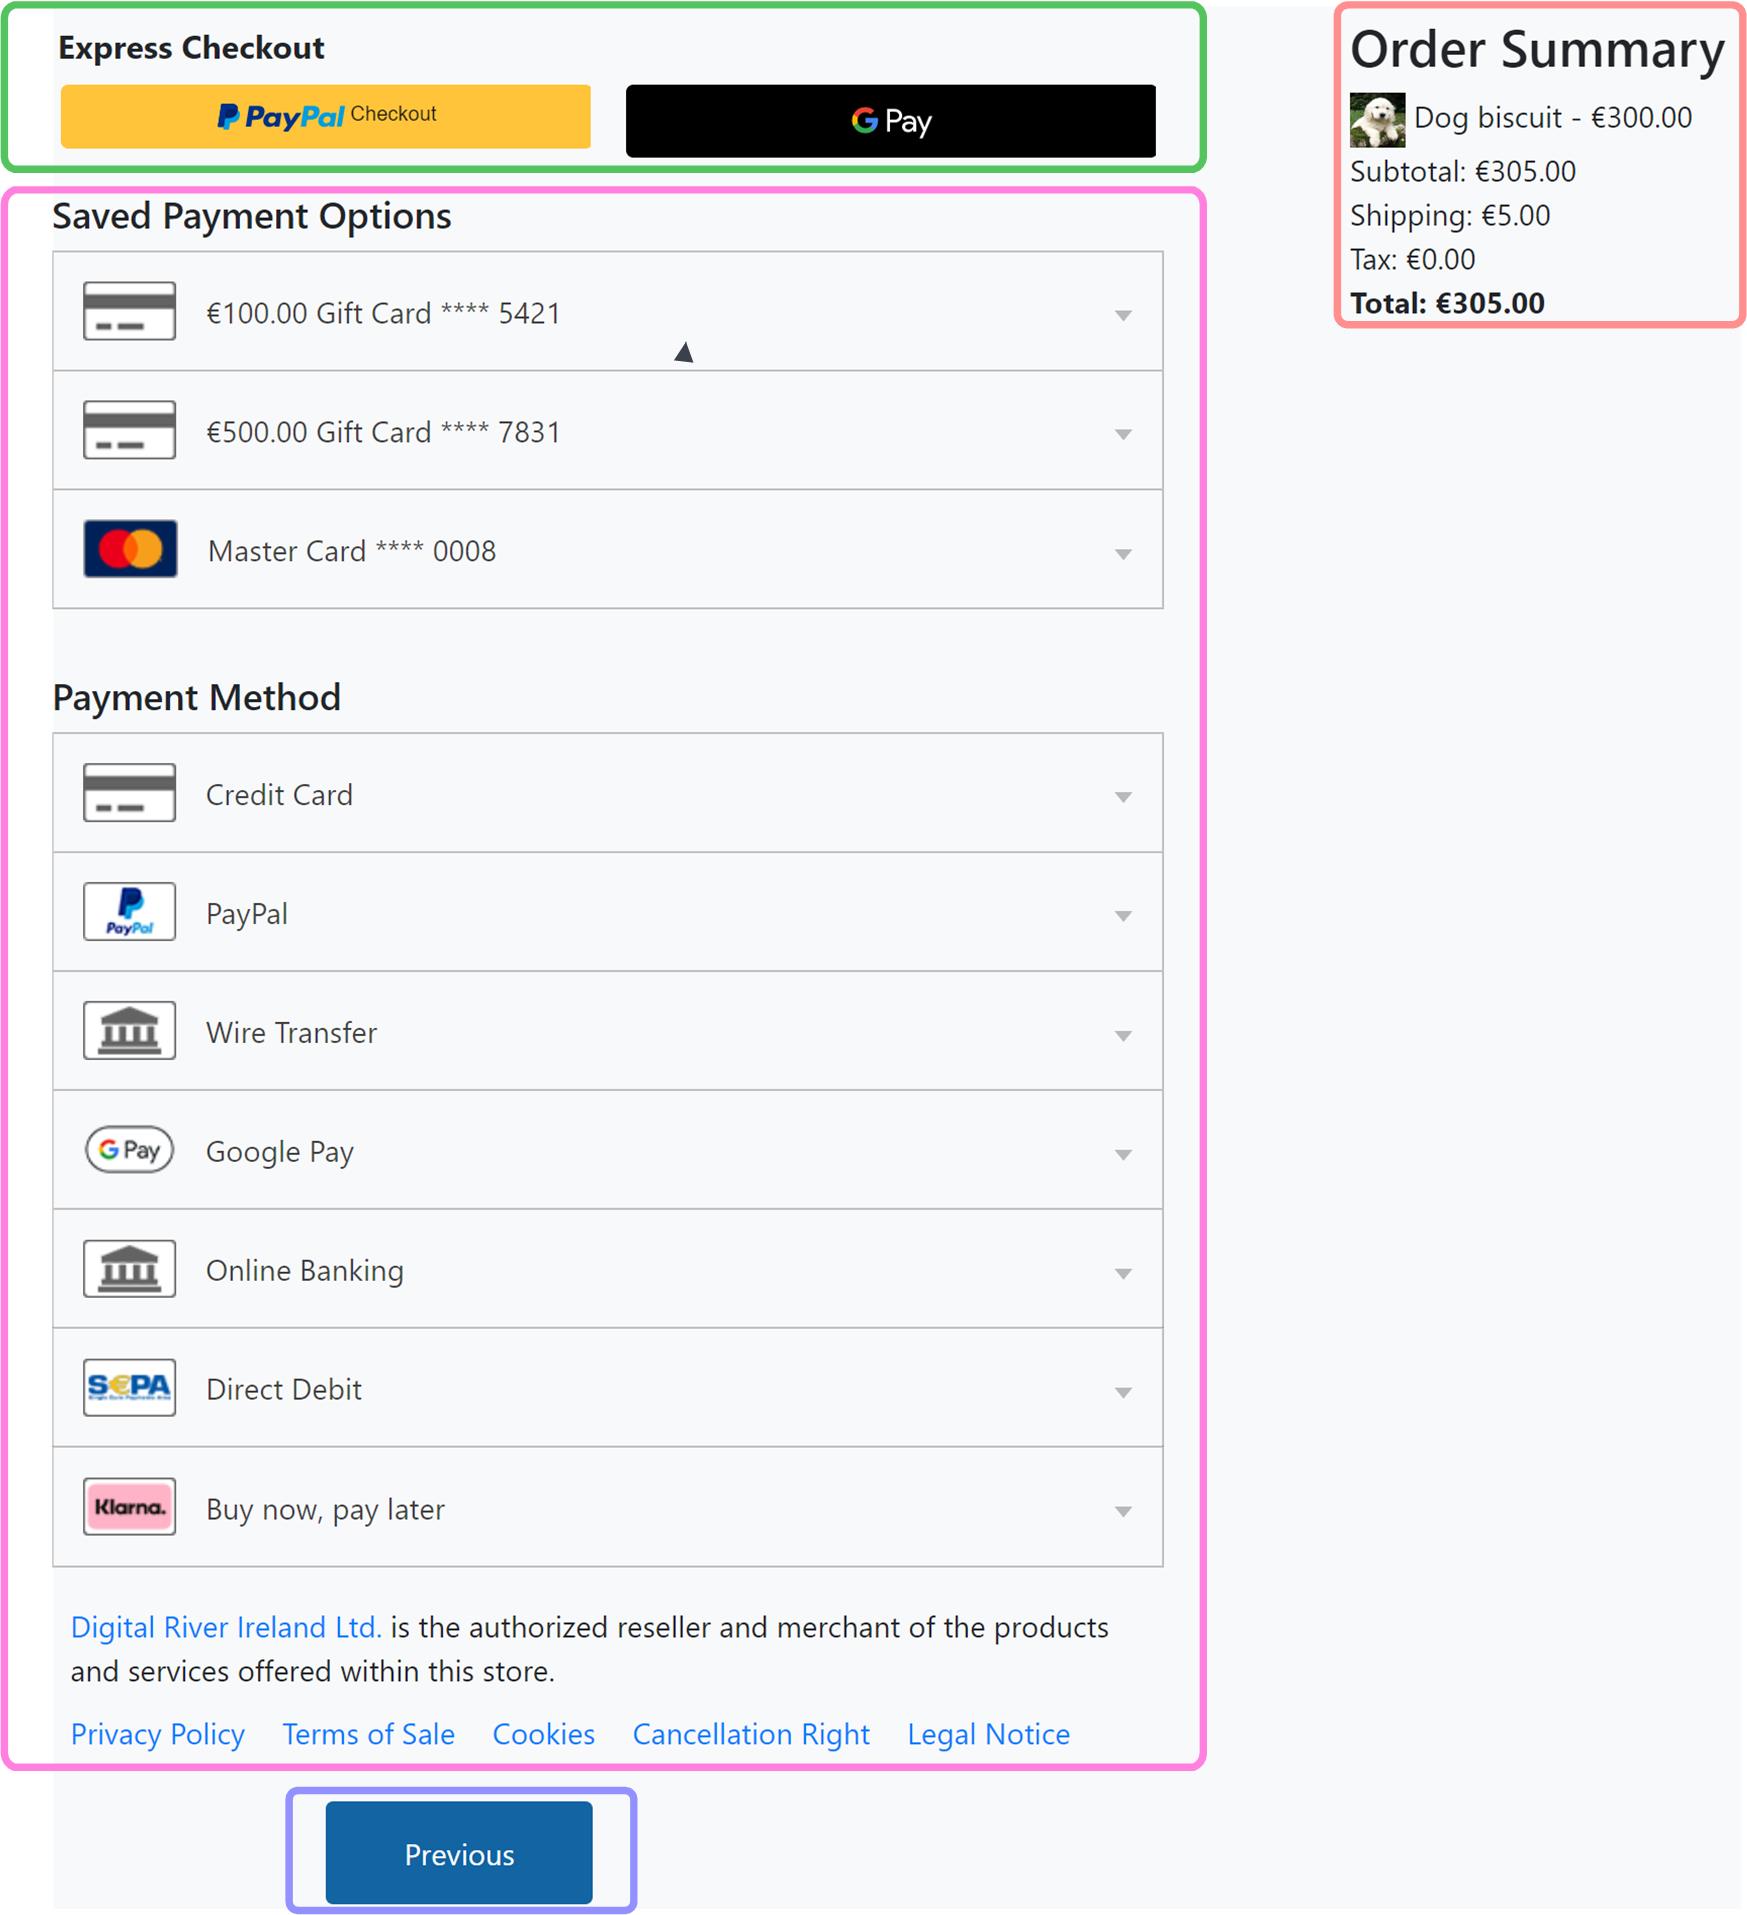 Express Checkout
PayPal Checkout
G Pay
Saved Payment Options
€100.00 Gift Card **** 5421
€500.00 Gift Card **** 7831
Master Card **** 0008
Payment Method
Credit Card
PayPal
PayPal
Wire Transfer
G Pay
Google Pay
Online Banking
S€PA
Direct Debit
Klarna.
Buy now, pay later
Digital River Ireland Ltd. is the authorized reseller and merchant of the products
and services offered within this store.
Privacy Policy Terms of Sale Cookies Cancellation Right Legal Notice
Previous
Order Summary
Dog biscuit - €300.00
Subtotal: €305.00
Shipping: €5.00
Tax: €0.00
Total: €305.00